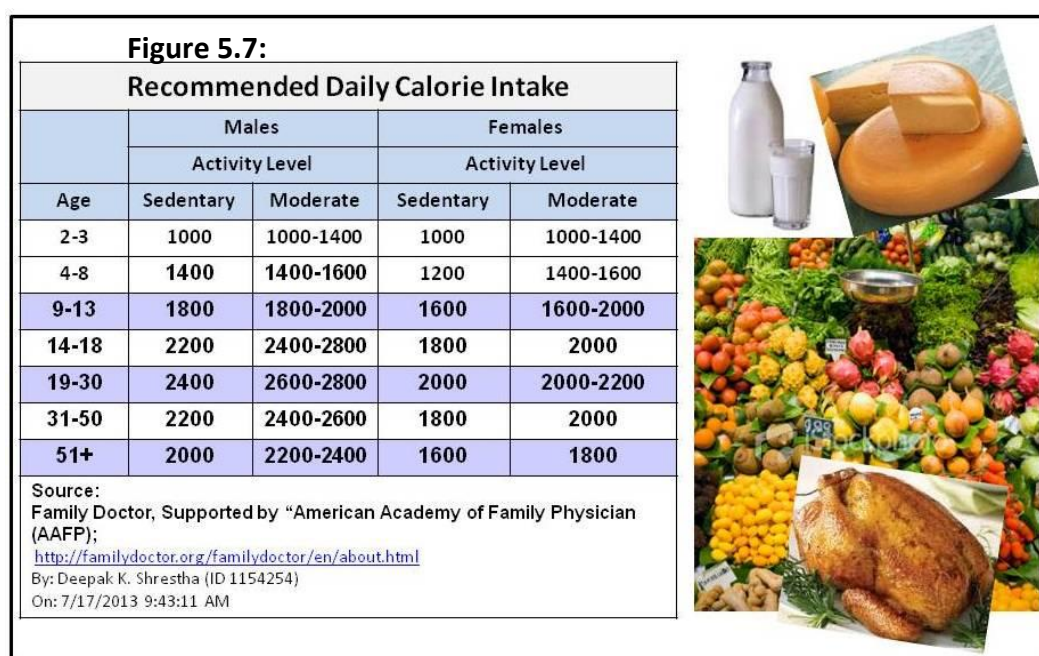 Figure 5.7:
Recommended Daily Calorie Intake
Males Females
Activity Level Activity Level
Age Sedentary Moderate Sedentary Moderate
2-3 1000 1000-1400 1000 1000-1400
4-8 1400 1400-1600 1200 1400-1600
9-13 1800 1800-2000 1600 1600-2000
14-18 2200 2400-2800 1800 2000
19-30 2400 2600-2800 2000 2000-2200
31-50 2200 2400-2600 1800 2000
51+ 2000 2200-2400 1600 1800
Source:
Family Doctor, Supported by “American Academy of Family Physician
(AAFP);
http://familydoctor.org/familydoctor/en/about.html
By: Deepak K. Shrestha (ID 1154254)
On: 7/17/2013 9:43:11 AM